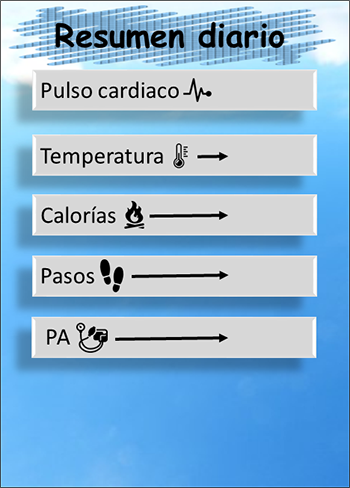 Resumen diario
Pulso cardiaco
Temperatura
Calorías
Pasos
PA